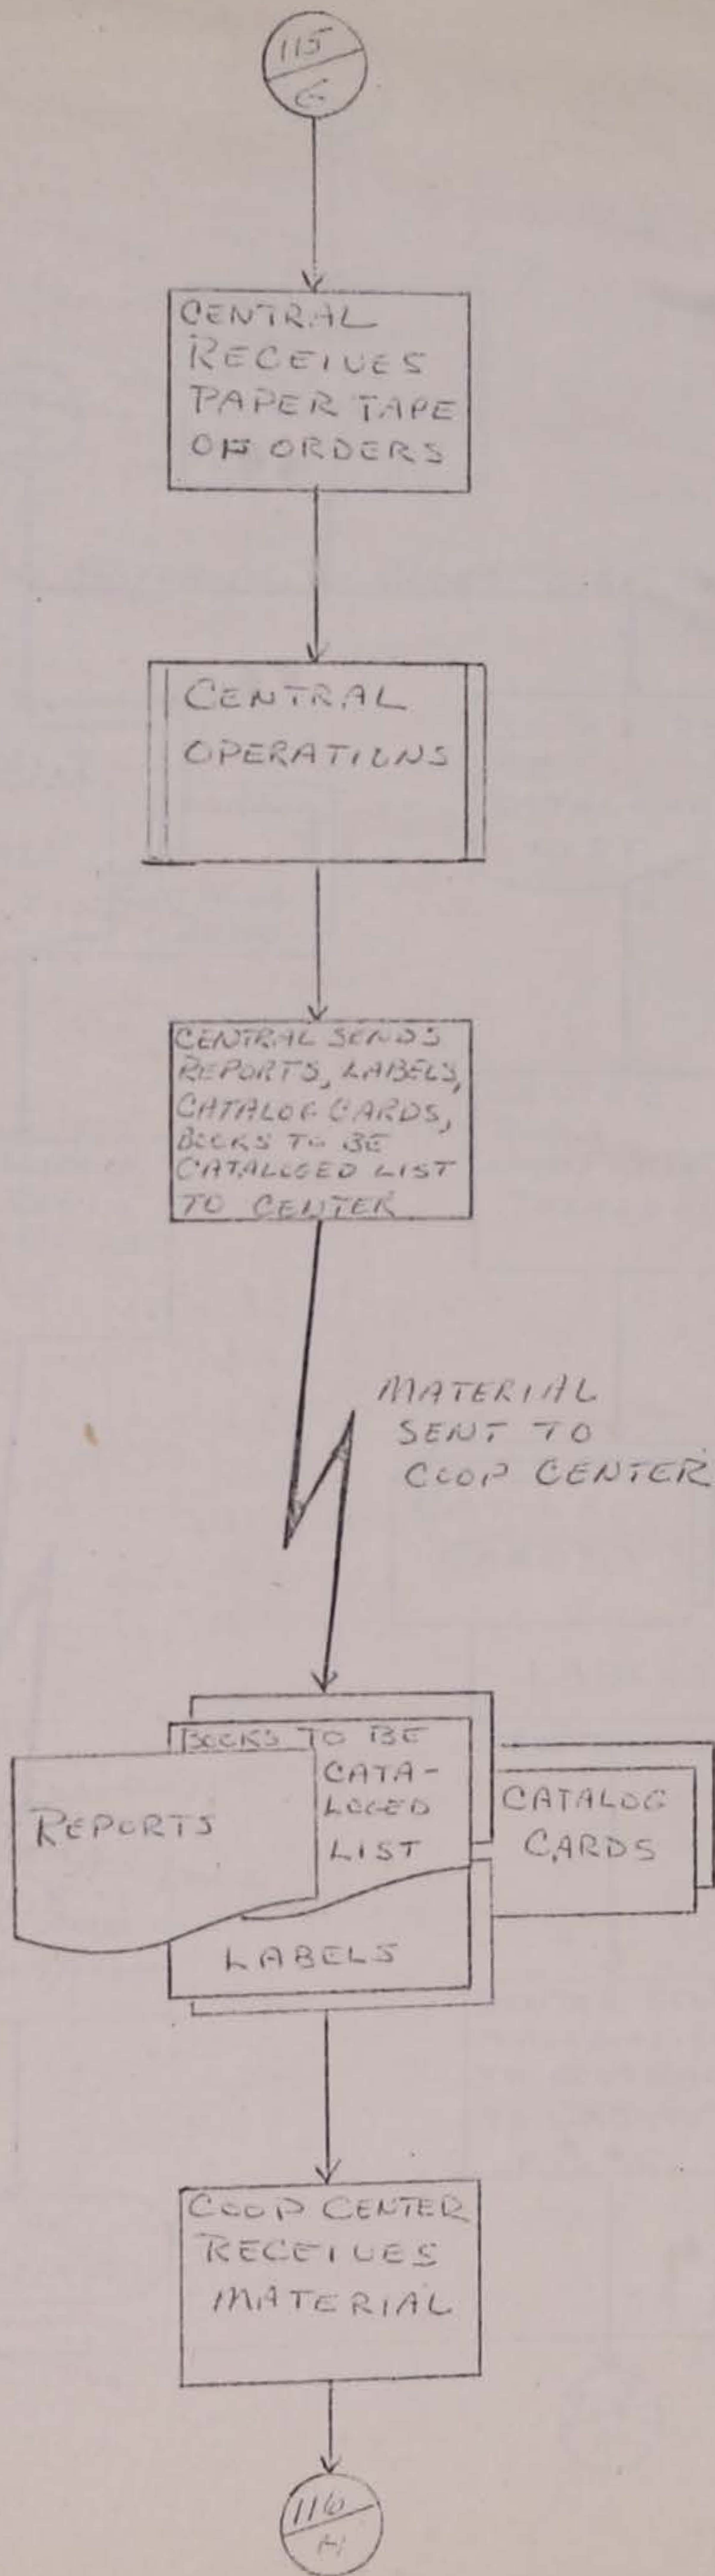 115
G
CENTRAL
RECEIVES
PAPER TAPE
OF ORDERS
CENTRAL
OPERATIONS
CENTRAL SENDS
REPORTS, LABELS,
CATALOG CARDS,
BOOKS TO BE
CATALOGED LIST
TO CENTER
MATERIAL
SENT TO
COOP CENTER
BOOKS TO BE
CATA-
LOGED
LIST
REPORTS
CATALOG
CARDS
LABELS
COOP CENTER
RECEIVES
MATERIAL
116
H